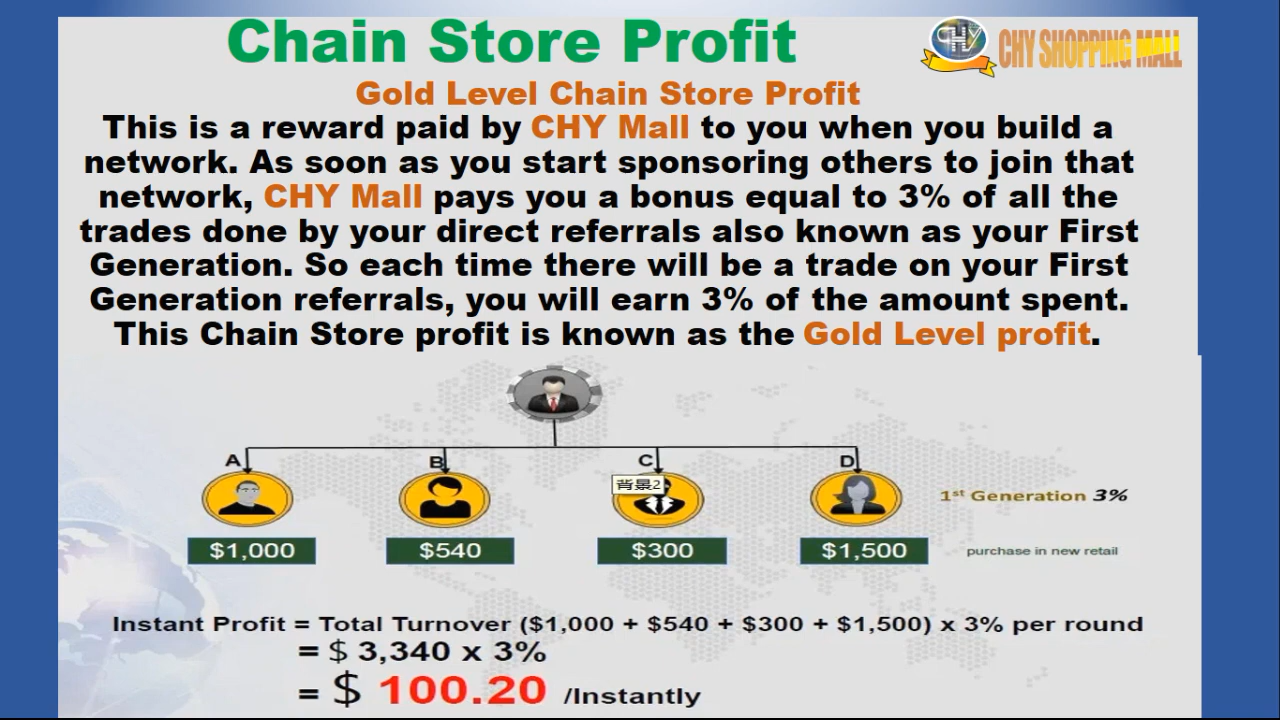 Chain Store Profit
CHY
CHY SHOPPING MALL
Gold Level Chain Store Profit
This is a reward paid by CHY Mall to you when you build a
network. As soon as you start sponsoring others to join that
network, CHY Mall pays you a bonus equal to 3% of all the
trades done by your direct referrals also known as your First
Generation. So each time there will be a trade on your First
Generation referrals, you will earn 3% of the amount spent.
This Chain Store profit is known as the Gold Level profit.
A B C D
背景2
1st Generation 3%
$1,000 $540 $300 $1,500 purchase in new retail
Instant Profit = Total Turnover ($1,000 + $540 + $300 + $1,500) x 3% per round
= $ 3,340 x 3%
= $ 100.20 /Instantly